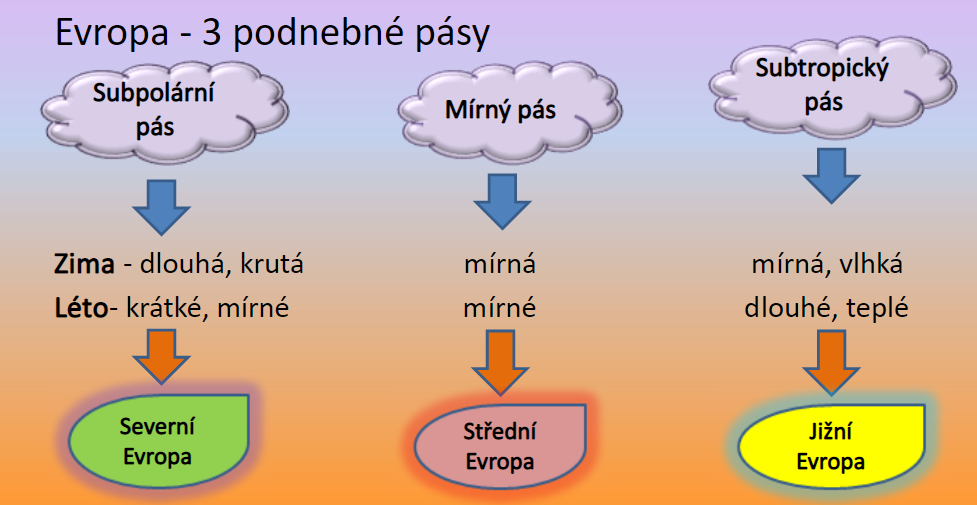 Evropa - 3 podnebné pásy
Subpolární
pás
Mírný pás
Subtropický
pás
Zima - dlouhá, krutá
mírná
mírná, vlhká
Léto- krátké, mírné
mírné
dlouhé, teplé
Severní
Evropa
Střední
Evropa
Jižní
Evropa